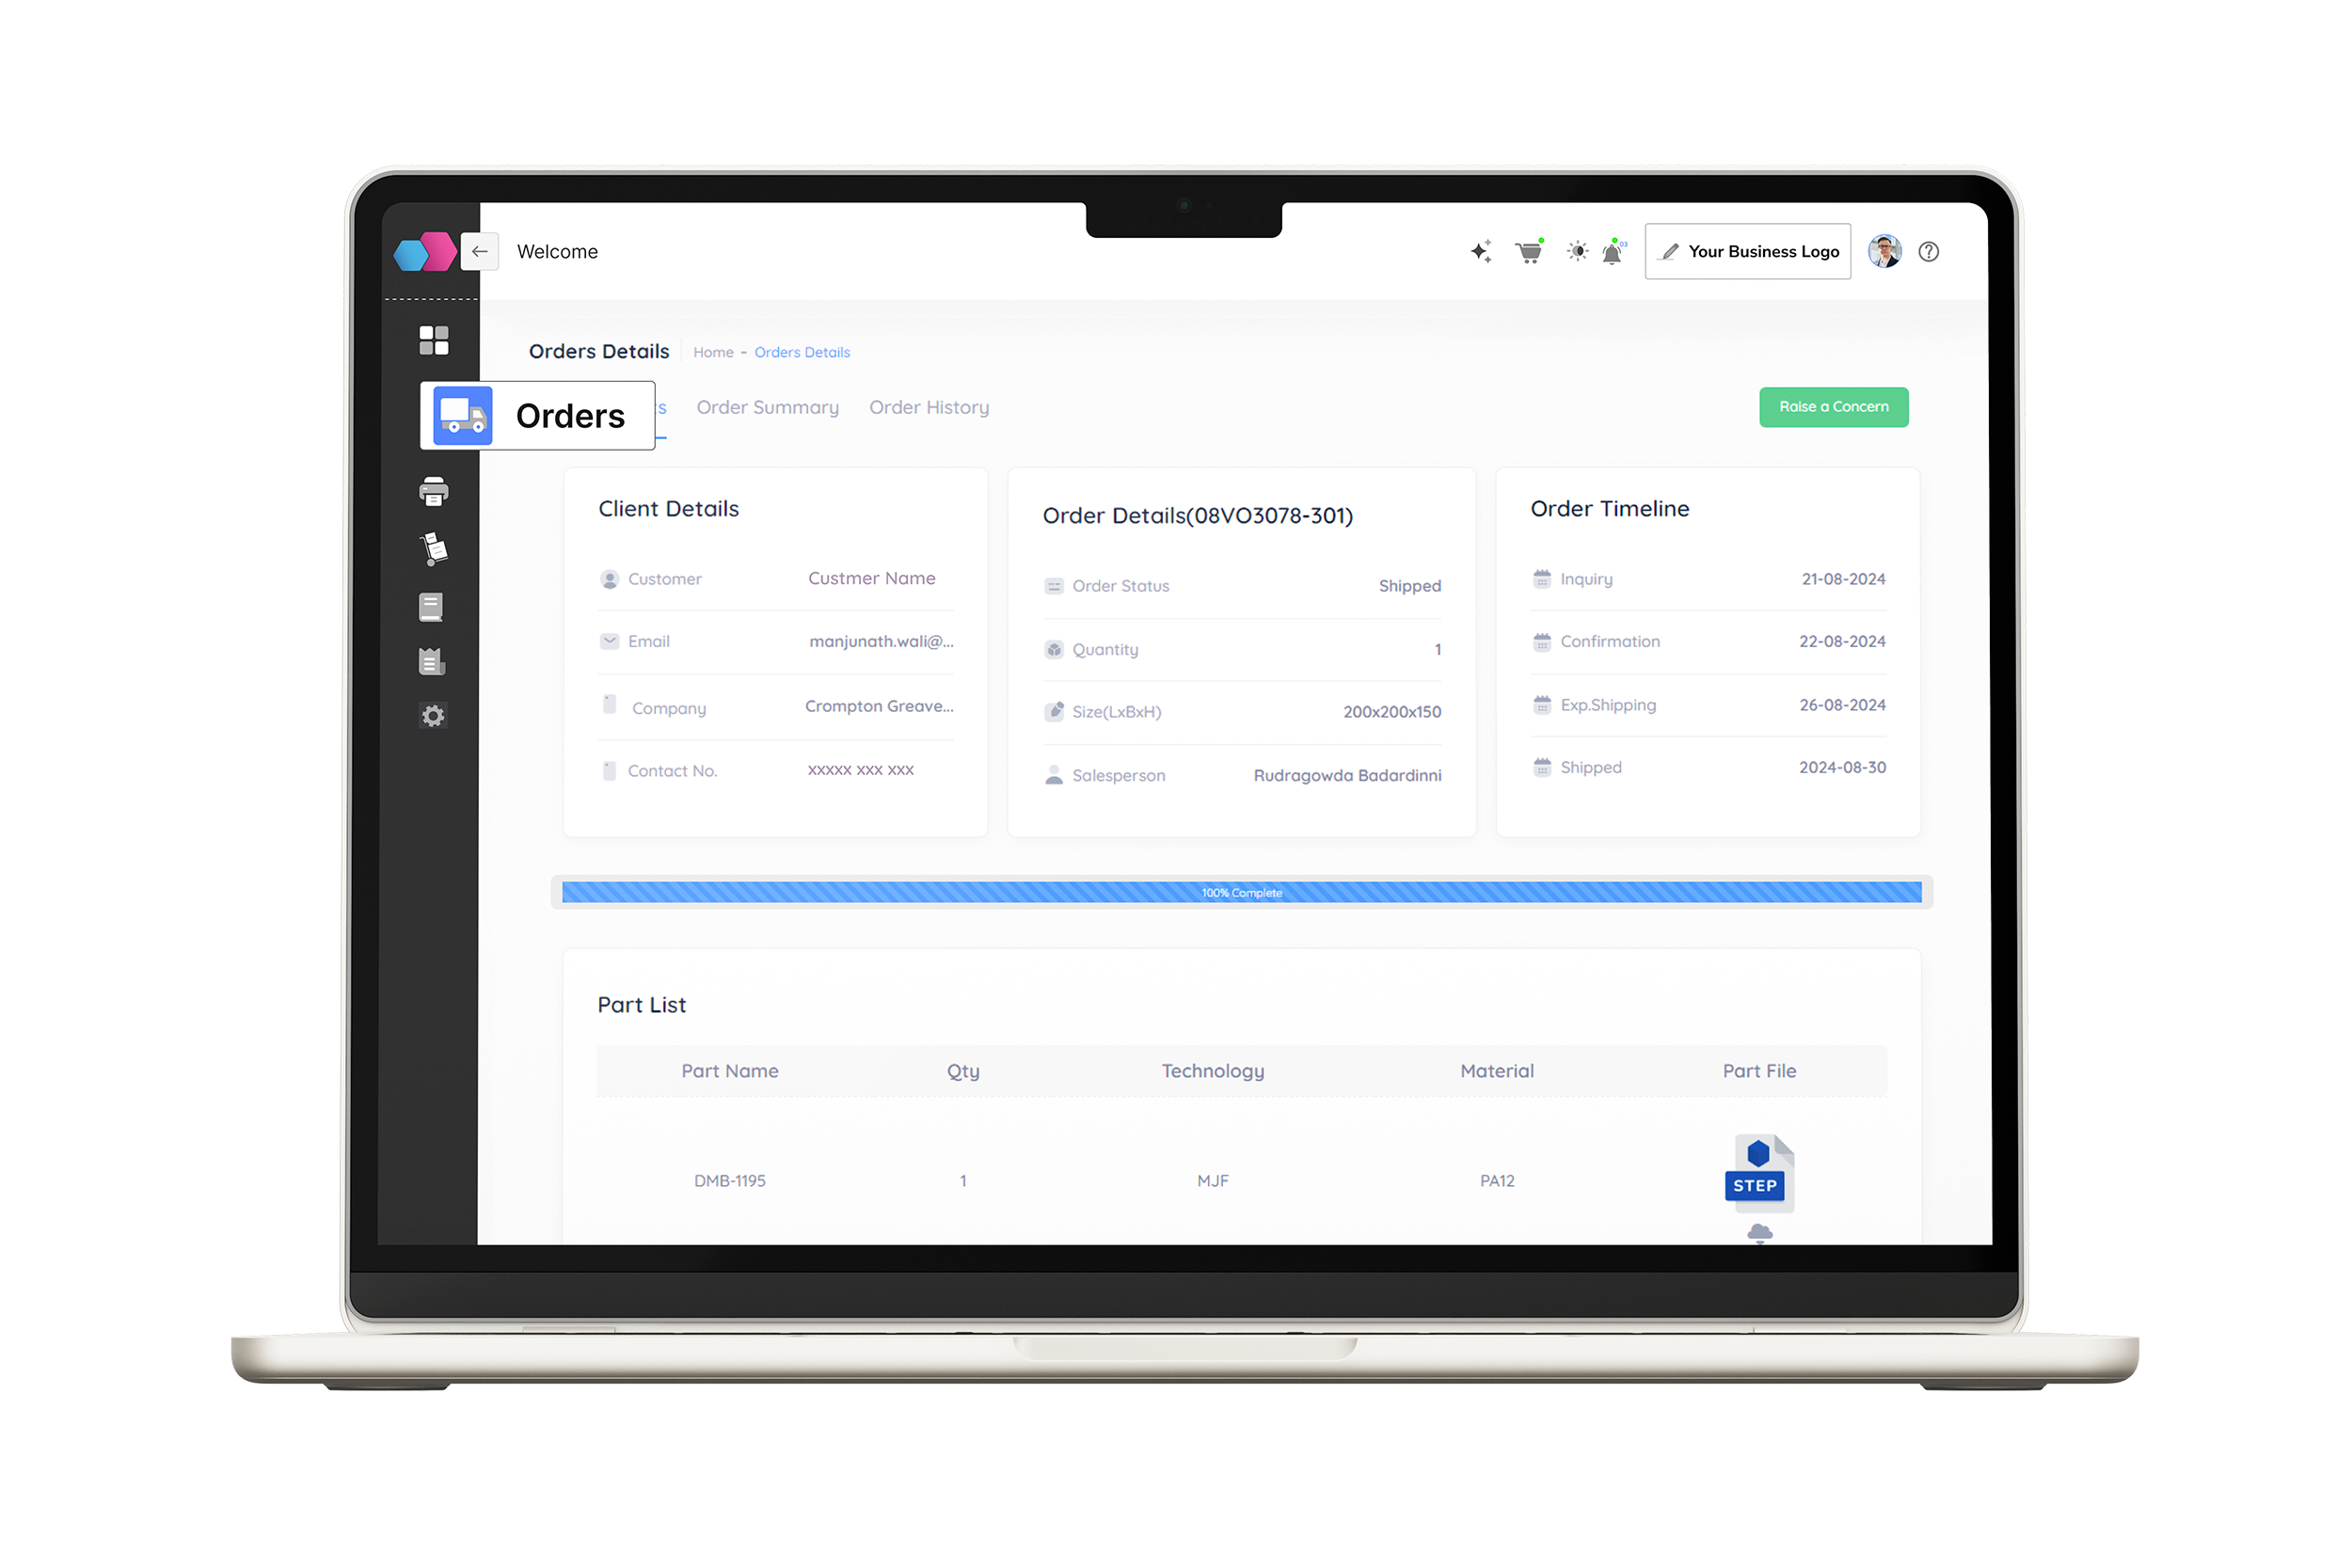 Welcome
03
Your Business Logo
Orders Details
Home - Orders Details
Orders
Order Summary
Order History
Raise a Concern
Client Details
Customer Custmer Name
Email manjunath.wali@...
Company Crompton Greave...
Contact No. xxxxx xxx xxx
Order Details(08VO3078-301)
Order Status Shipped
Quantity 1
Size(LxBxH) 200x200x150
Salesperson Rudragowda Badardinni
Order Timeline
Inquiry 21-08-2024
Confirmation 22-08-2024
Exp.Shipping 26-08-2024
Shipped 2024-08-30
100% Complete
Part List
Part Name Qty Technology Material Part File
DMB-1195 1 MJF PA12 STEP